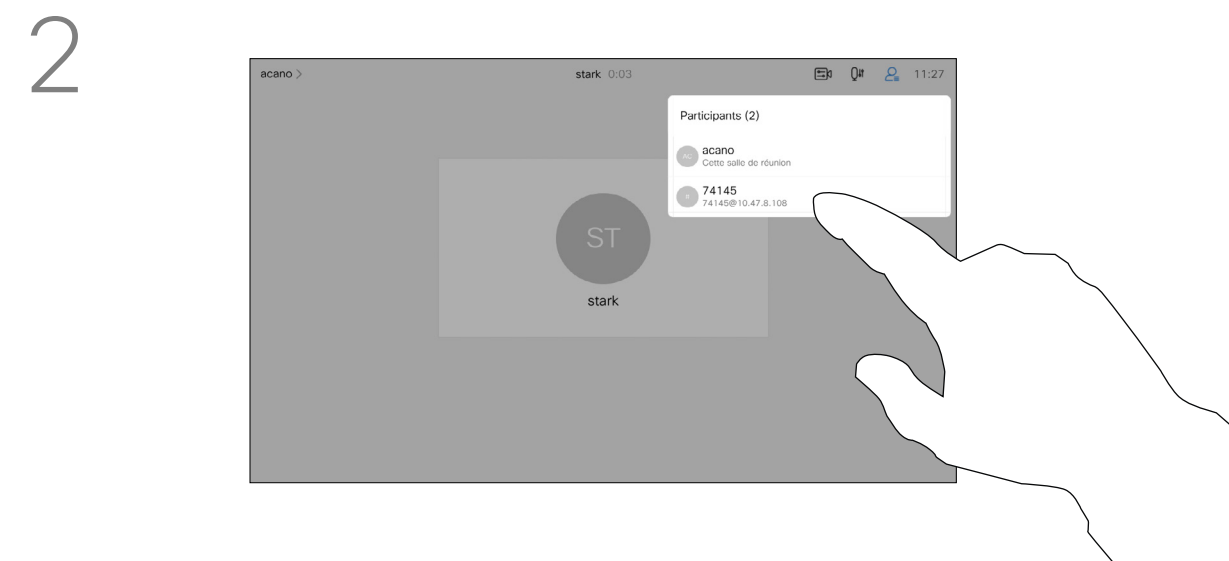 2
acano >
stark 0:03
11:27
Participants (2)
AC
acano
Cette salle de réunion
74145
74145@10.47.8.108
ST
stark